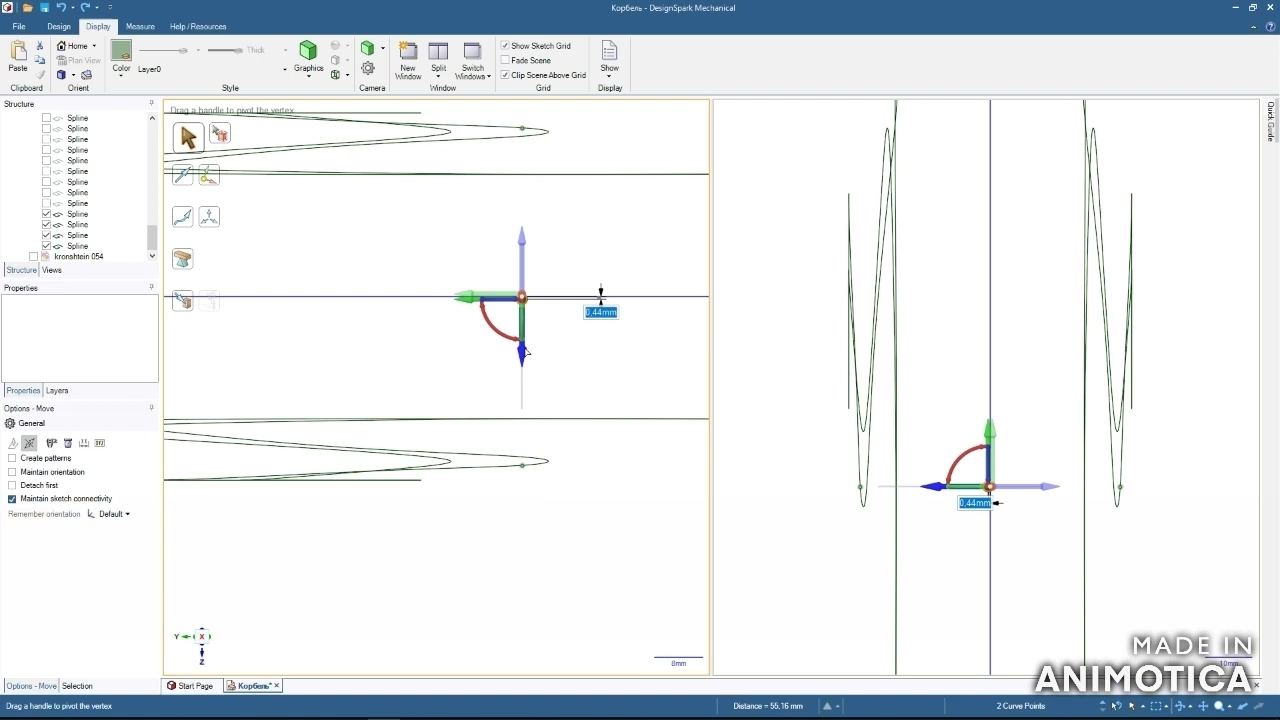 Корбель - DesignSpark Mechanical
File Design Display Measure Help / Resources
Paste
Clipboard
Home
Plan View
Orient
Color
Layer0
Thick
Graphics
Style
Camera
New Window
Split
Switch Windows
Window
Show Sketch Grid
Fade Scene
Clip Scene Above Grid
Grid
Show
Display
Structure
Spline
Spline
Spline
Spline
Spline
Spline
Spline
Spline
Spline
Spline
Spline
Spline
Spline
kronshtein 054
Structure Views
Properties
Properties Layers
Options - Move
General
Create patterns
Maintain orientation
Detach first
Maintain sketch connectivity
Remember orientation Default
Options - Move Selection
Drag a handle to pivot the vertex
0,44mm
Y X
Z
8mm
0,44mm
10mm
Quick Guide
MADE IN
ANIMOTICA
Start Page Корбель*
Drag a handle to pivot the vertex
Distance = 55,16 mm
2 Curve Points